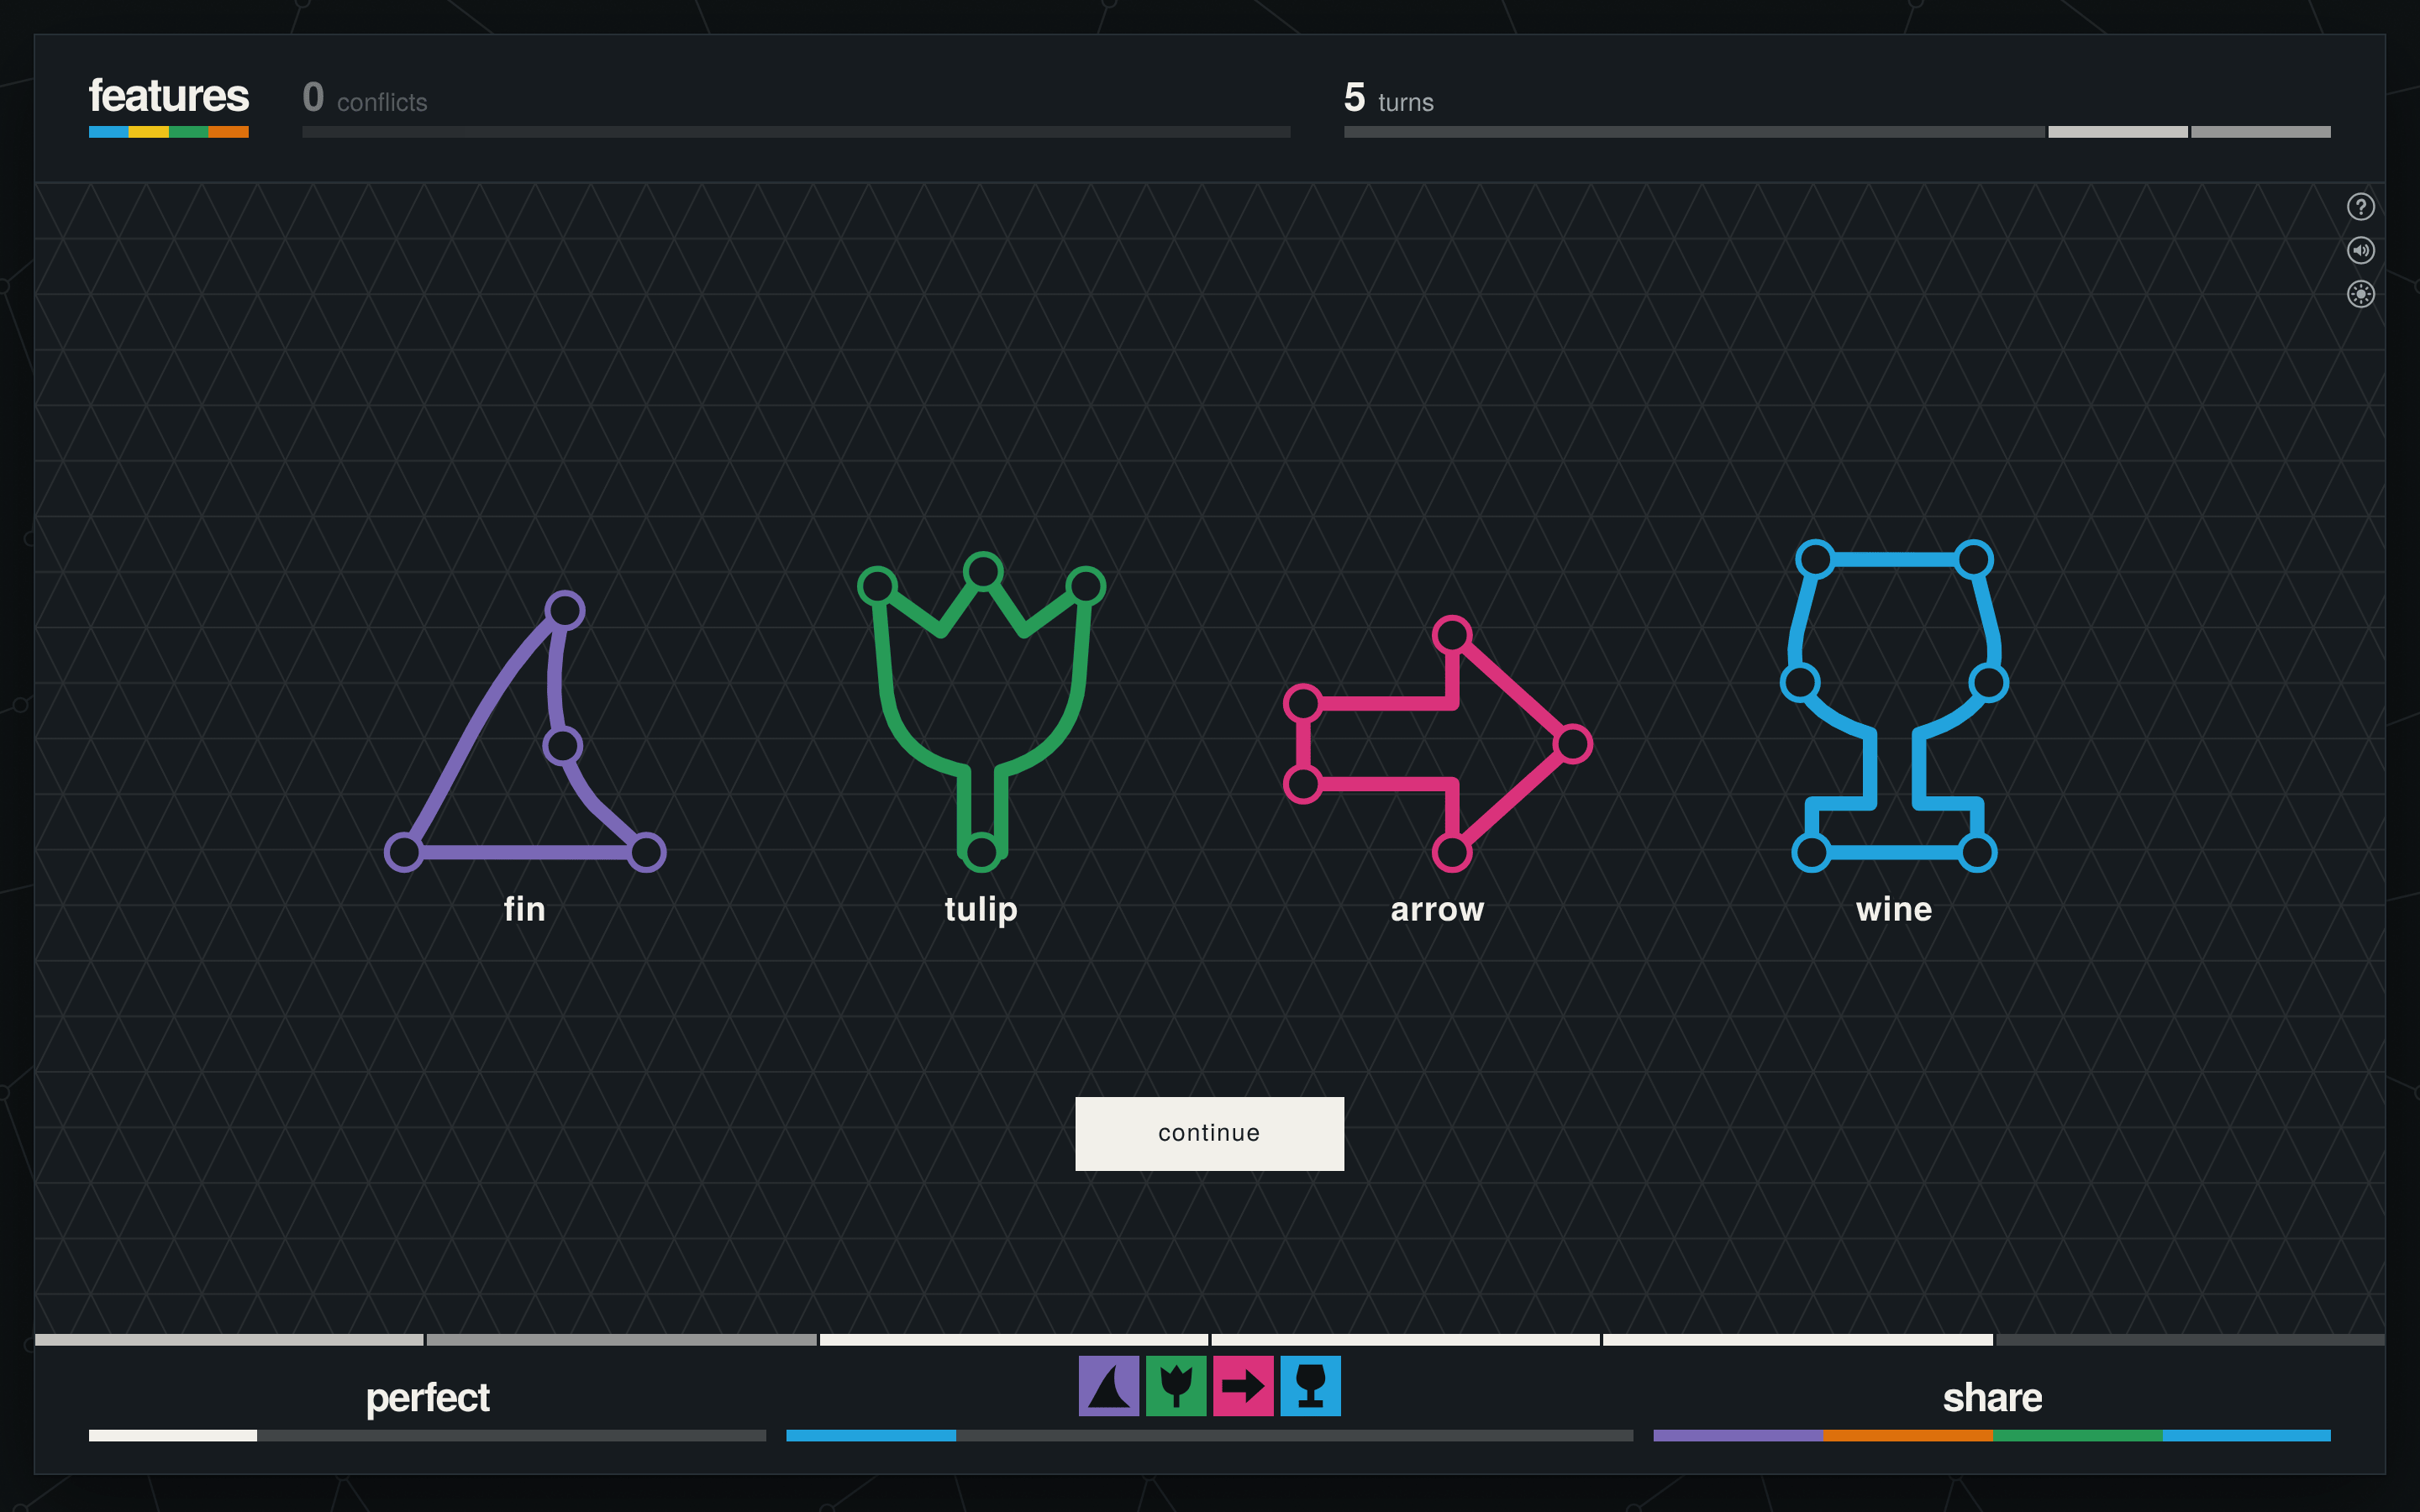 features
0 conflicts
5 turns
?
fin
tulip
arrow
wine
continue
perfect
share